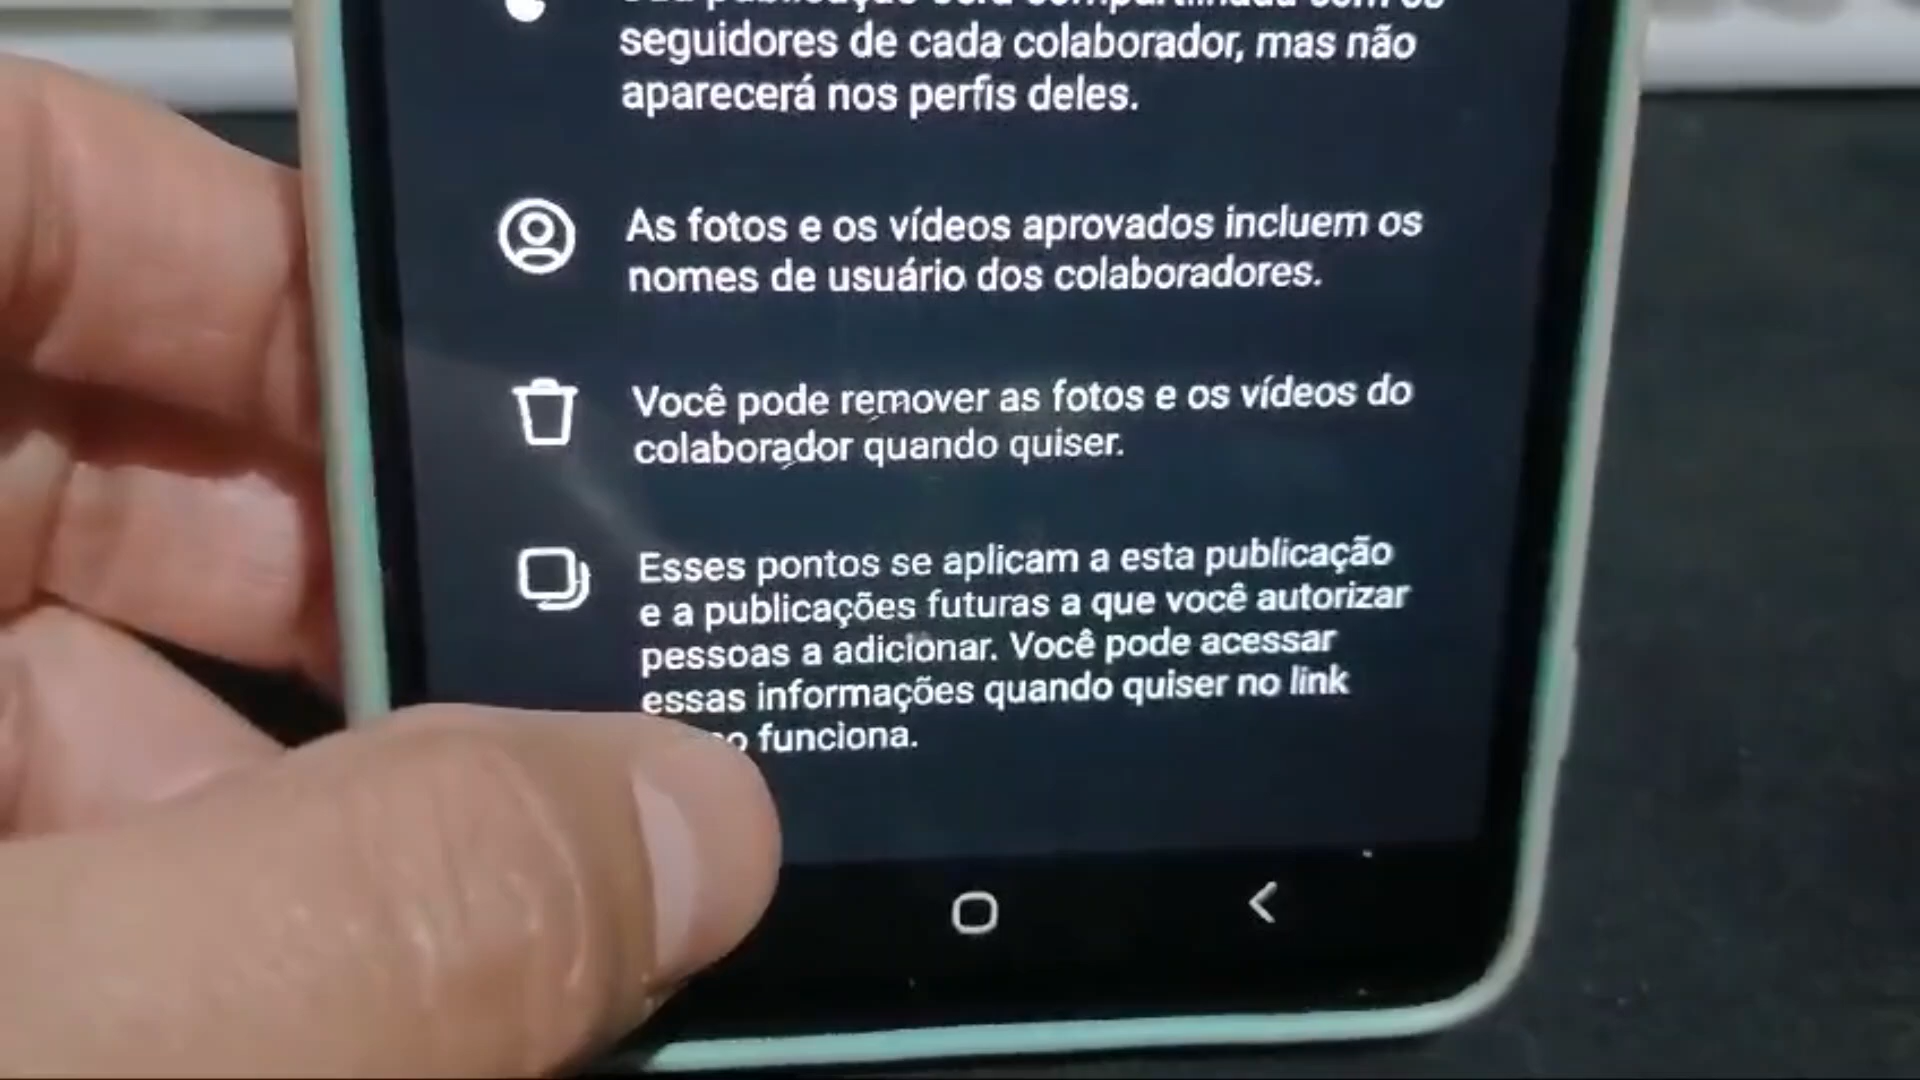 seguidores de cada colaborador, mas não
aparecerá nos perfis deles.
As fotos e os vídeos aprovados incluem os
nomes de usuário dos colaboradores.
Você pode remover as fotos e os vídeos do
colaborador quando quiser.
Esses pontos se aplicam a esta publicação
e a publicações futuras a que você autorizar
pessoas a adicionar. Você pode acessar
essas informações quando quiser no link
funciona.